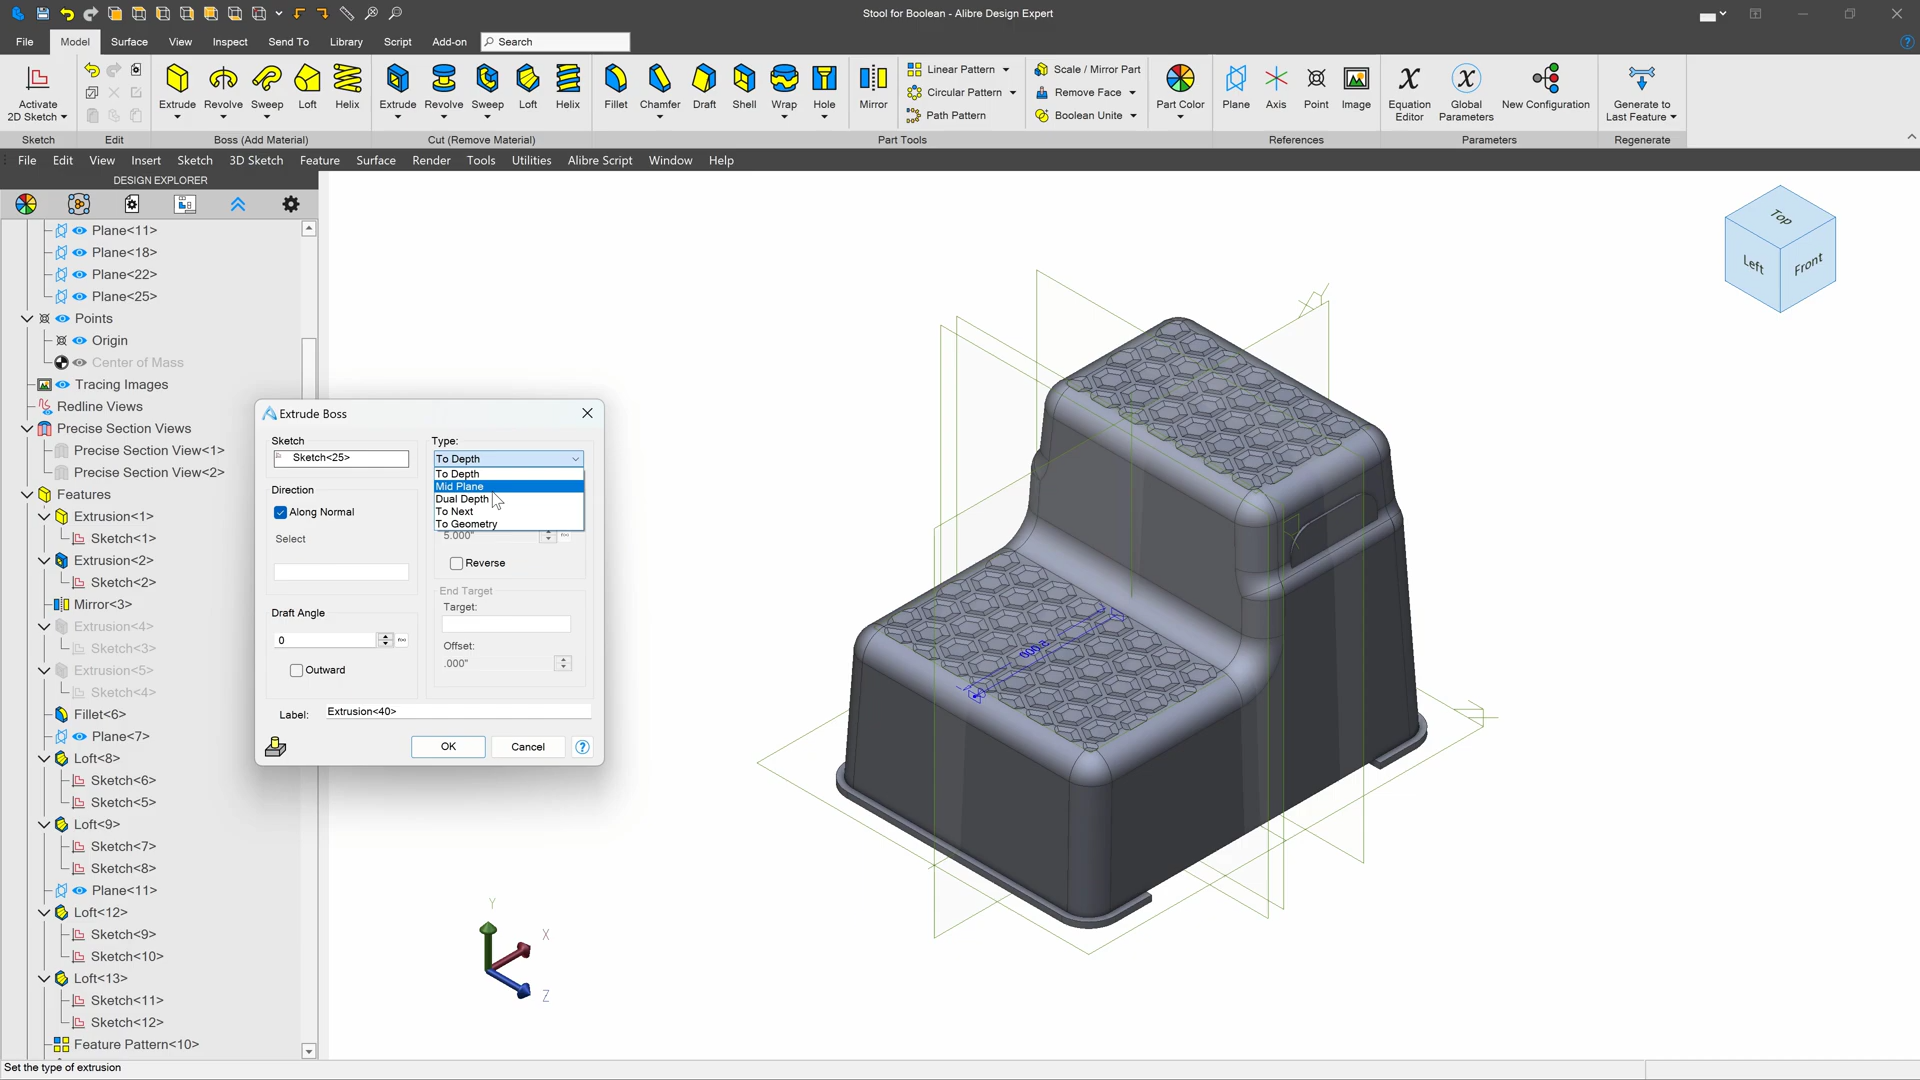 Stool for Boolean - Alibre Design Expert
File Model Surface View Inspect Send To Library Script Add-on Search
Activate
2D Sketch
Extrude Revolve Sweep Loft Helix
Extrude Revolve Sweep Loft Helix
Fillet Chamfer Draft Shell Wrap Hole Mirror
Linear Pattern
Circular Pattern
Path Pattern
Scale / Mirror Part
Remove Face
Boolean Unite
Part Color
Plane Axis Point Image
Equation
Editor
Global
Parameters
New Configuration
Generate to
Last Feature
Sketch Edit Boss (Add Material) Cut (Remove Material) Part Tools References Parameters Regenerate
File Edit View Insert Sketch 3D Sketch Feature Surface Render Tools Utilities Alibre Script Window Help
DESIGN EXPLORER
Plane<11>
Plane<18>
Plane<22>
Plane<25>
Points
Origin
Center of Mass
Tracing Images
Redline Views
Precise Section Views
Precise Section View<1>
Precise Section View<2>
Features
Extrusion<1>
Sketch<1>
Extrusion<2>
Sketch<2>
Mirror<3>
Extrusion<4>
Sketch<3>
Extrusion<5>
Sketch<4>
Fillet<6>
Plane<7>
Loft<8>
Sketch<6>
Sketch<5>
Loft<9>
Sketch<7>
Sketch<8>
Plane<11>
Loft<12>
Sketch<9>
Sketch<10>
Loft<13>
Sketch<11>
Sketch<12>
Feature Pattern<10>
Extrude Boss
Sketch
Sketch<25>
Direction
Along Normal
Select
Draft Angle
0
Outward
Type:
To Depth
To Depth
Mid Plane
Dual Depth
To Next
To Geometry
5.000"
Reverse
End Target
Target:
Offset:
.000"
Label: Extrusion<40>
OK Cancel ?
Top
Left Front
5.000
Y
X
Z
Set the type of extrusion